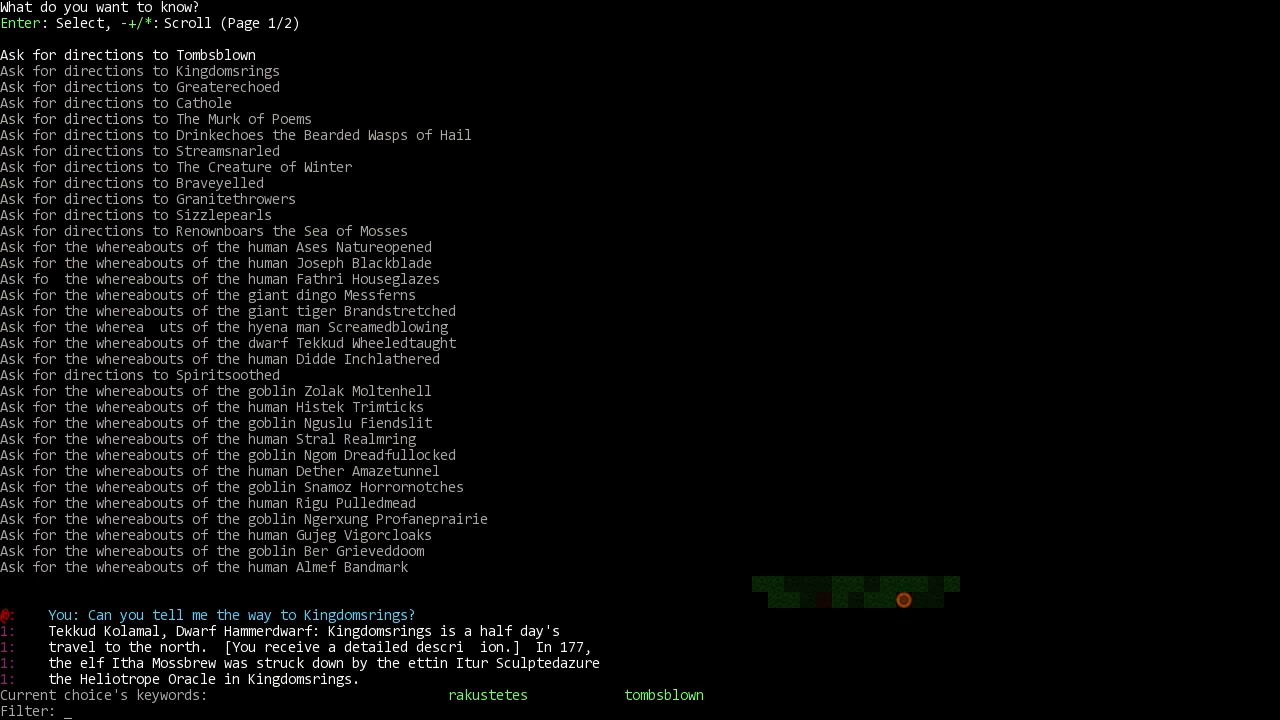 What do you want to know?
Enter: Select, -+/*: Scroll (Page 1/2)
Ask for directions to Tombsblown
Ask for directions to Kingdomsrings
Ask for directions to Greaterechoed
Ask for directions to Cathole
Ask for directions to The Murk of Poems
Ask for directions to Drinkechoes the Bearded Wasps of Hail
Ask for directions to Streamsnarled
Ask for directions to The Creature of Winter
Ask for directions to Braveyelled
Ask for directions to Granitethrowers
Ask for directions to Sizzlepearls
Ask for directions to Renownboars the Sea of Mosses
Ask for the whereabouts of the human Ases Natureopened
Ask for the whereabouts of the human Joseph Blackblade
Ask fo  the whereabouts of the human Fathri Houseglazes
Ask for the whereabouts of the giant dingo Messferns
Ask for the whereabouts of the giant tiger Brandstretched
Ask for the wherea  uts of the hyena man Screamedblowing
Ask for the whereabouts of the dwarf Tekkud Wheeledtaught
Ask for the whereabouts of the human Didde Inchlathered
Ask for directions to Spiritsoothed
Ask for the whereabouts of the goblin Zolak Moltenhell
Ask for the whereabouts of the human Histek Trimticks
Ask for the whereabouts of the goblin Nguslu Fiendslit
Ask for the whereabouts of the human Stral Realmring
Ask for the whereabouts of the goblin Ngom Dreadfullocked
Ask for the whereabouts of the human Dether Amazetunnel
Ask for the whereabouts of the goblin Snamoz Horrornotches
Ask for the whereabouts of the human Rigu Pulledmead
Ask for the whereabouts of the goblin Ngerxung Profaneprairie
Ask for the whereabouts of the human Gujeg Vigorcloaks
Ask for the whereabouts of the goblin Ber Grieveddoom
Ask for the whereabouts of the human Almef Bandmark
@: You: Can you tell me the way to Kingdomsrings?
1: Tekkud Kolamal, Dwarf Hammerdwarf: Kingdomsrings is a half day's
1: travel to the north.  [You receive a detailed descri  ion.]  In 177,
1: the elf Itha Mossbrew was struck down by the ettin Itur Sculptedazure
1: the Heliotrope Oracle in Kingdomsrings.
Current choice's keywords: rakustetes tombsblown
Filter: _